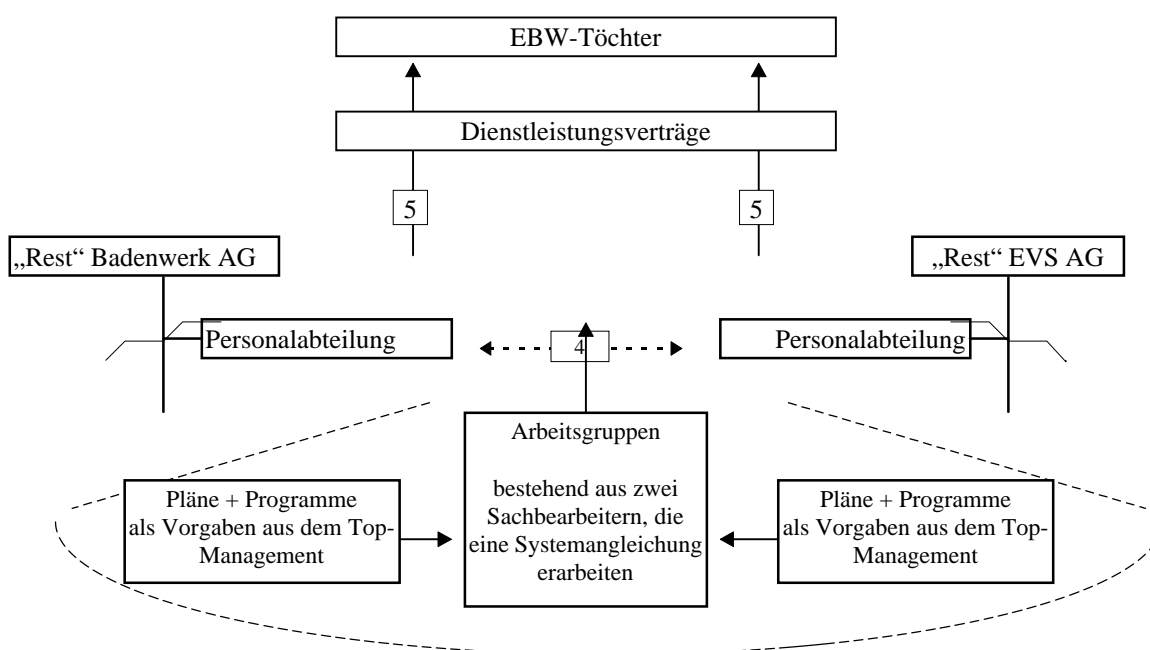 EBW-Töchter
Dienstleistungsverträge
5
5
„Rest“ Badenwerk AG
„Rest“ EVS AG
Personalabteilung
4
Personalabteilung
Arbeitsgruppen
bestehend aus zwei
Sachbearbeitern, die
eine Systemangleichung
erarbeiten
Pläne + Programme
als Vorgaben aus dem Top-
Management
Pläne + Programme
als Vorgaben aus dem Top-
Management